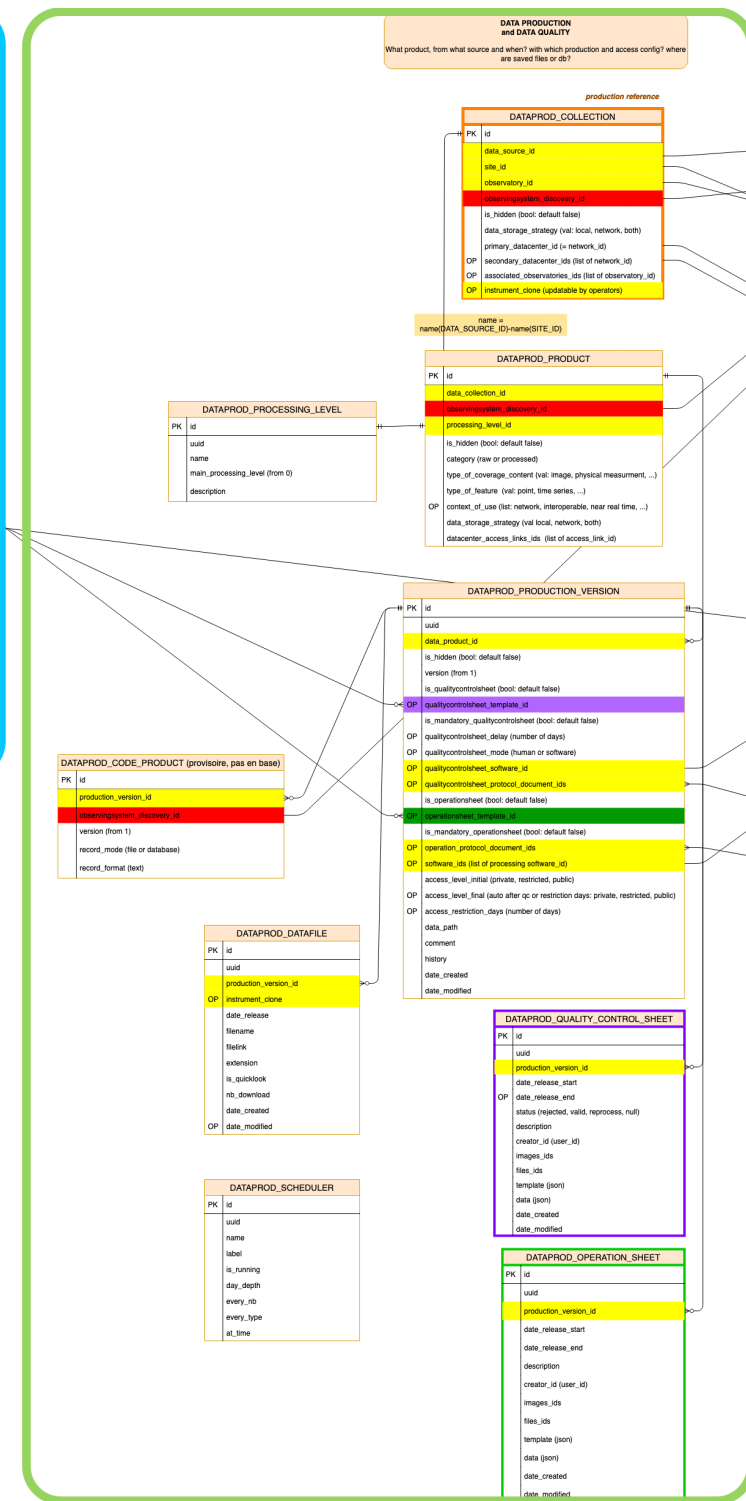 DATA PRODUCTION
and DATA QUALITY
What product, from what source and when? with which production and access config? where
are saved files or db?
production reference
DATAPROD_COLLECTION
PK id
data_source_id
site_id
observatory_id
observingsystem_discovery_id
is_hidden (bool: default false)
data_storage_strategy (val: local, network, both)
primary_datacenter_id (= network_id)
OP secondary_datacenter_ids (list of network_id)
OP associated_observatories_ids (list of observatory_id)
OP instrument_clone (updatable by operators)
name =
name{DATA_SOURCE_ID}-name{SITE_ID}
DATAPROD_PRODUCT
PK id
data_collection_id
observingsystem_discovery_id
processing_level_id
is_hidden (bool: default false)
category (raw or processed)
type_of_coverage_content (val: image, physical measurment, ...)
type_of_feature (val: point, time series, ...)
OP context_of_use (list: network, interoperable, near real time, ...)
data_storage_strategy (val local, network, both)
datacenter_access_links_ids (list of access_link_id)
DATAPROD_PROCESSING_LEVEL
PK id
uuid
name
main_processing_level (from 0)
description
DATAPROD_PRODUCTION_VERSION
PK id
uuid
data_product_id
is_hidden (bool: default false)
version (from 1)
is_qualitycontrolsheet (bool: default false)
OP qualitycontrolsheet_template_id
is_mandatory_qualitycontrolsheet (bool: default false)
OP qualitycontrolsheet_delay (number of days)
OP qualitycontrolsheet_mode (human or software)
OP qualitycontrolsheet_software_id
OP qualitycontrolsheet_protocol_document_ids
is_operationsheet (bool: default false)
OP operationsheet_template_id
is_mandatory_operationsheet (bool: default false)
OP operation_protocol_document_ids
OP software_ids (list of processing software_id)
access_level_initial (private, restricted, public)
OP access_level_final (auto after qc or restriction days: private, restricted, public)
OP access_restriction_days (number of days)
data_path
comment
history
date_created
date_modified
DATAPROD_CODE_PRODUCT (provisoire, pas en base)
PK id
production_version_id
observingsystem_discovery_id
version (from 1)
record_mode (file or database)
record_format (text)
DATAPROD_DATAFILE
PK id
uuid
production_version_id
OP instrument_clone
date_release
filename
filelink
extension
is_quicklook
nb_download
date_created
OP date_modified
DATAPROD_QUALITY_CONTROL_SHEET
PK id
uuid
production_version_id
date_release_start
OP date_release_end
status (rejected, valid, reprocess, null)
description
creator_id (user_id)
images_ids
files_ids
template (json)
data (json)
date_created
date_modified
DATAPROD_SCHEDULER
PK id
uuid
name
label
is_running
day_depth
every_nb
every_type
at_time
DATAPROD_OPERATION_SHEET
PK id
uuid
production_version_id
date_release_start
date_release_end
description
creator_id (user_id)
images_ids
files_ids
template (json)
data (json)
date_created
date_modified